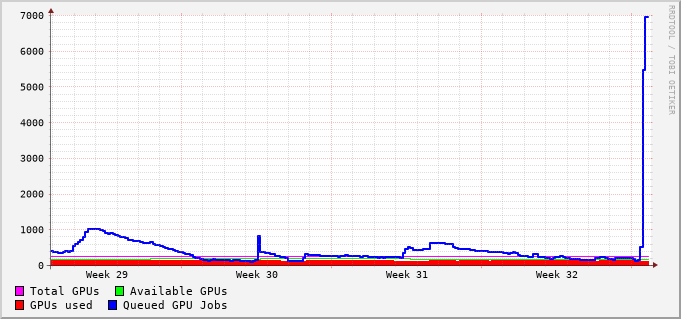 RRDTOOL / TOBI OETIKER
7000
6000
5000
4000
3000
2000
1000
0
Week 29 Week 30 Week 31 Week 32
Total GPUs Available GPUs
GPUs used Queued GPU Jobs